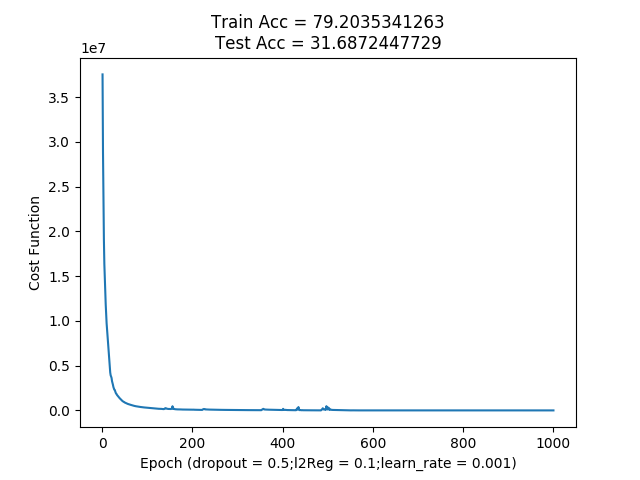 Train Acc = 79.2035341263
Test Acc = 31.6872447729
1e7
3.5
3.0
2.5
2.0
1.5
1.0
0.5
0.0
Cost Function
0 200 400 600 800 1000
Epoch (dropout = 0.5;l2Reg = 0.1;learn_rate = 0.001)